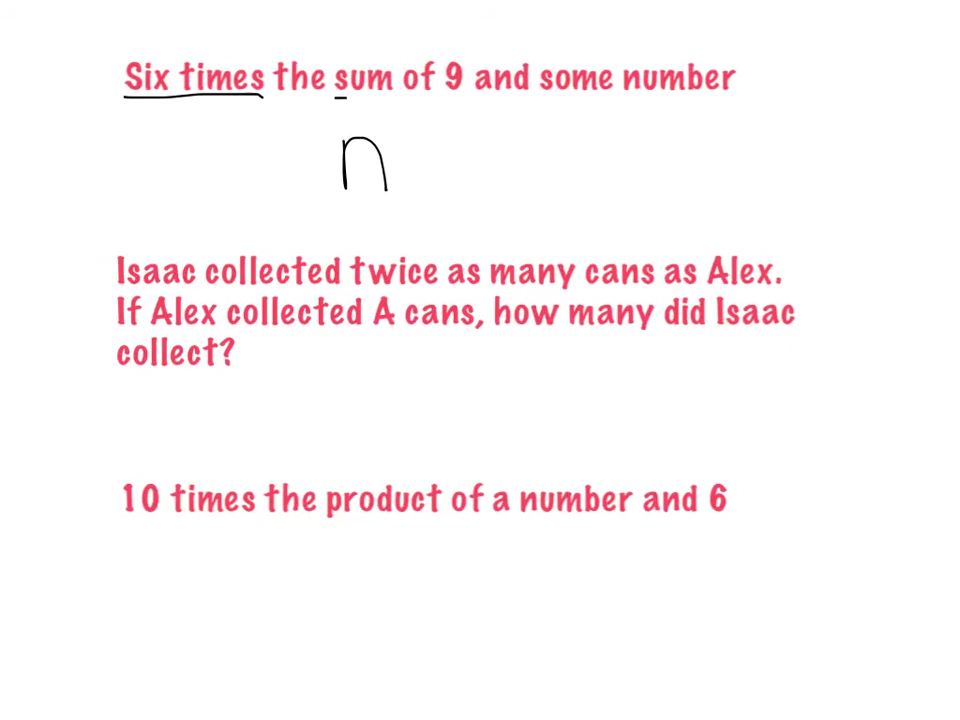 Six times the sum of 9 and some number
n
Isaac collected twice as many cans as Alex.
If Alex collected A cans, how many did Isaac
collect?
10 times the product of a number and 6